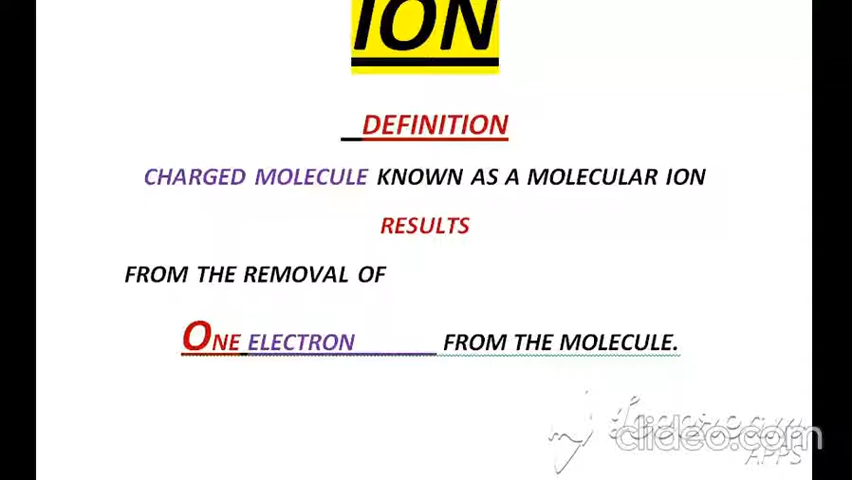 ION
DEFINITION
CHARGED MOLECULE KNOWN AS A MOLECULAR ION
RESULTS
FROM THE REMOVAL OF
ONE ELECTRON FROM THE MOLECULE.
clideo.com
APPS